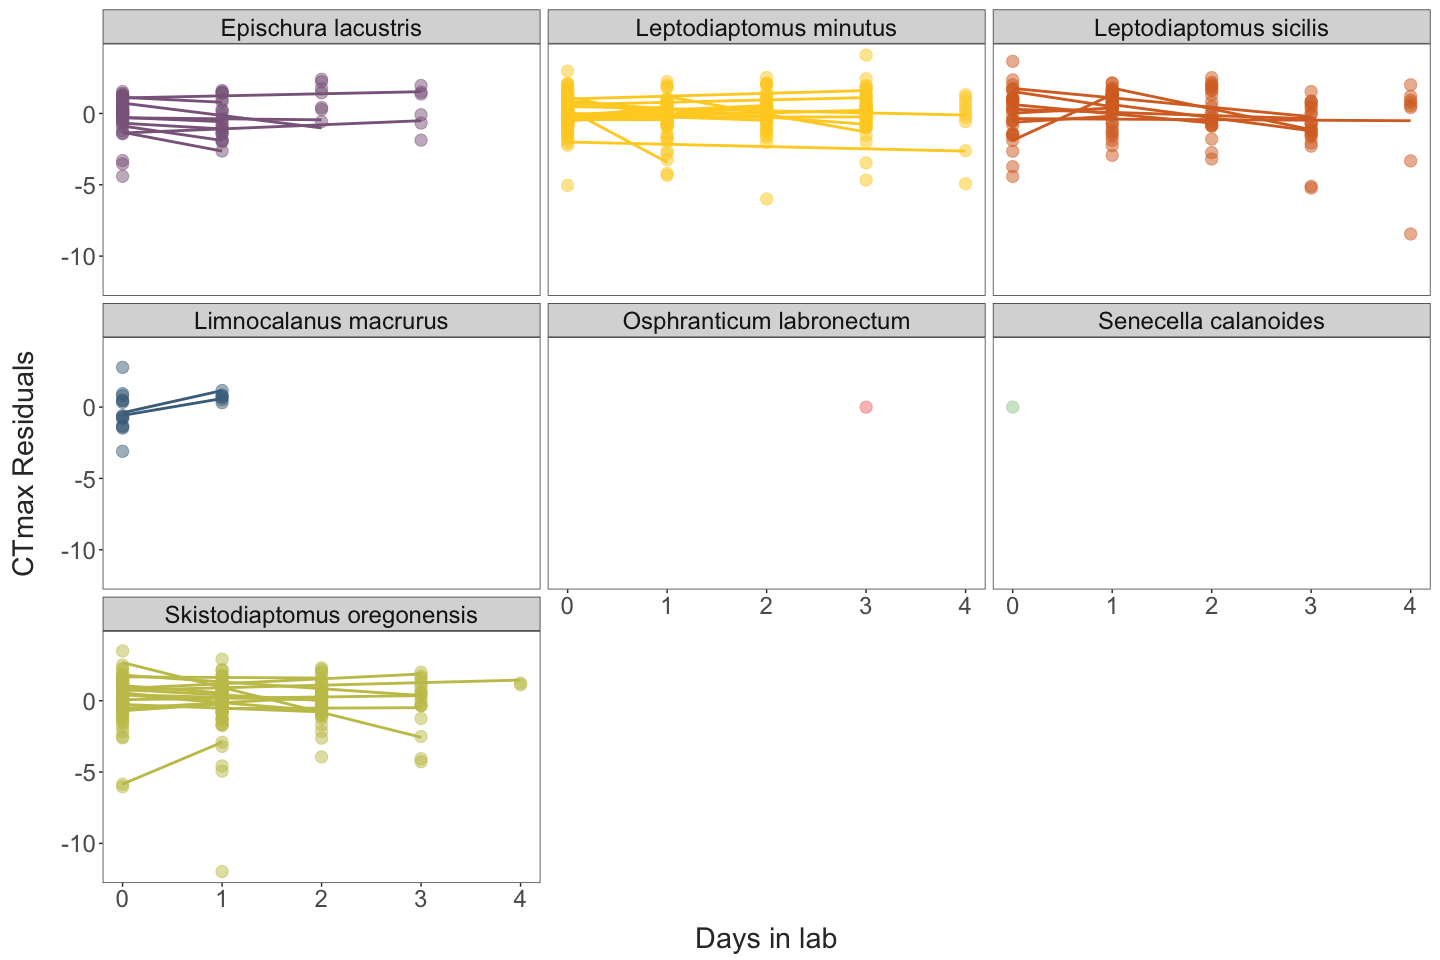 Epischura lacustris
Leptodiaptomus minutus
Leptodiaptomus sicilis
0
-5
-10
Limnocalanus macrurus
Osphranticum labronectum
Senecella calanoides
0
-5
-10
0 1 2 3 4
0 1 2 3 4
Skistodiaptomus oregonensis
0
-5
-10
0 1 2 3 4
CTmax Residuals
Days in lab